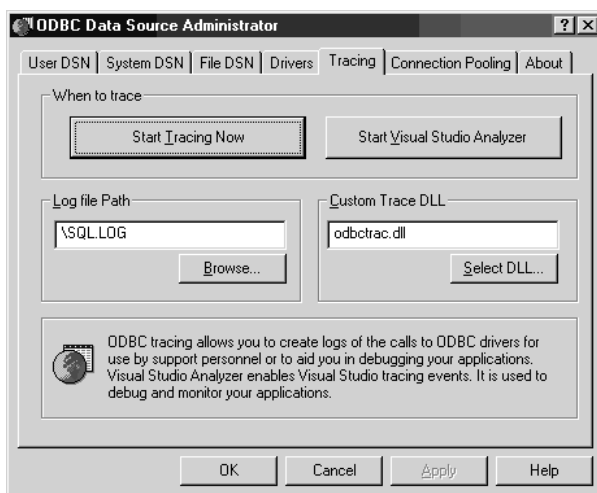 ODBC Data Source Administrator
User DSN System DSN File DSN Drivers Tracing Connection Pooling About
When to trace
Start Tracing Now Start Visual Studio Analyzer
Log file Path Custom Trace DLL
\SQL.LOG odbctrac.dll
Browse... Select DLL...
ODBC tracing allows you to create logs of the calls to ODBC drivers for
use by support personnel or to aid you in debugging your applications.
Visual Studio Analyzer enables Visual Studio tracing events. It is used to
debug and monitor your applications.
OK Cancel Apply Help